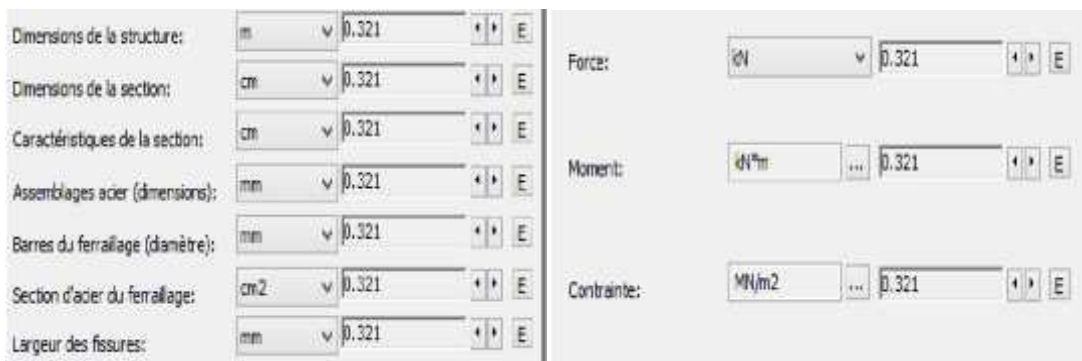 Dimensions de la structure: m 0.321 E
Dimensions de la section: cm 0.321 E
Caractéristiques de la section: cm 0.321 E
Assemblages acier (dimensions): mm 0.321 E
Barres du ferraillage (diamètre): mm 0.321 E
Section d'acier du ferraillage: cm2 0.321 E
Largeur des fissures: mm 0.321 E
Force: kN 0.321 E
Moment: kN*m ... 0.321 E
Contrainte: MN/m2 ... 0.321 E